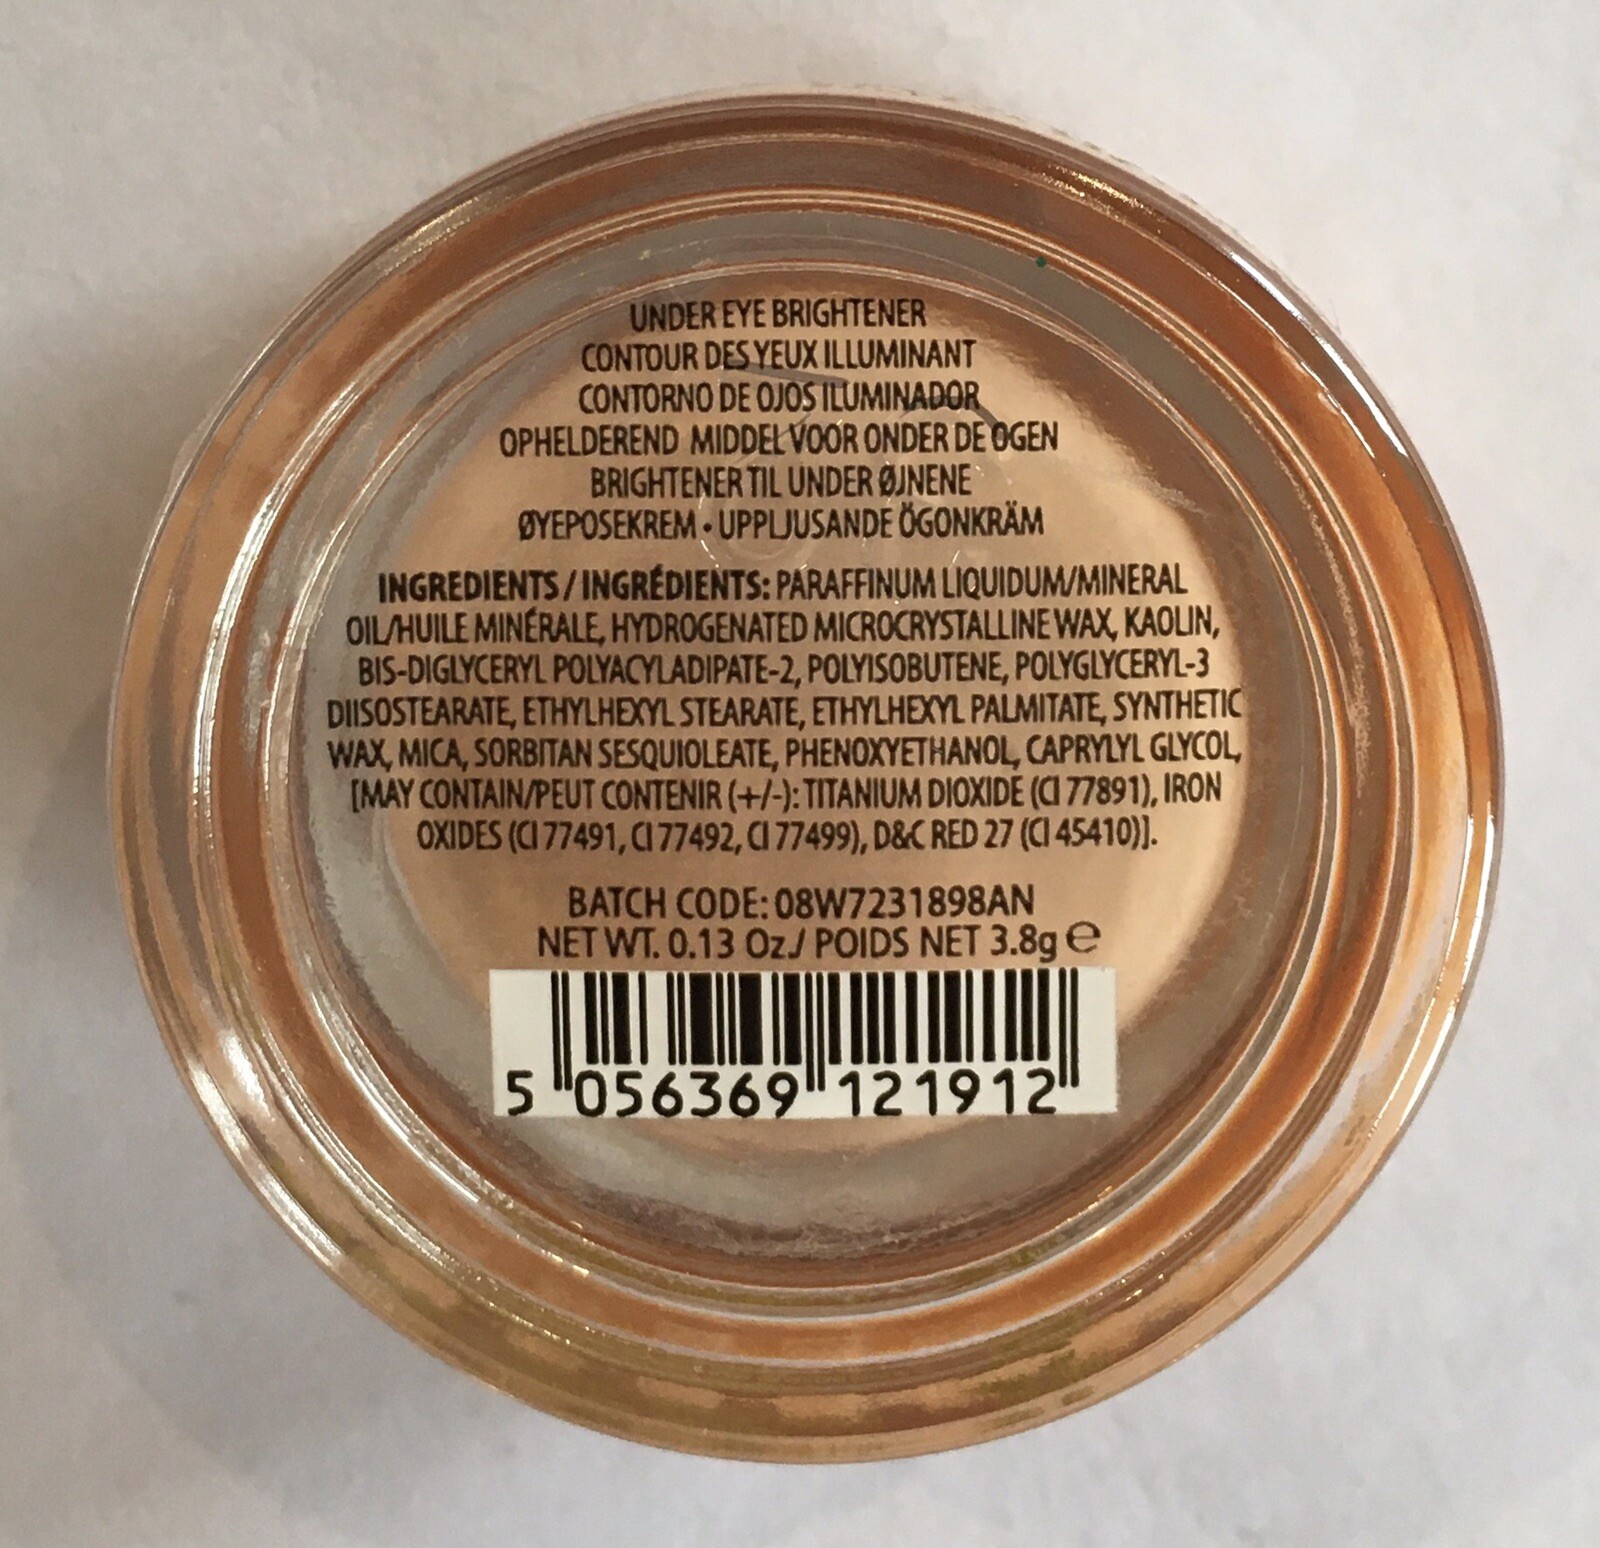 UNDER EYE BRIGHTENER
CONTOUR DES YEUX ILLUMINANT
CONTORNO DE OJOS ILUMINADOR
OPHELDEREND MIDDEL VOOR ONDER DE OGEN
BRIGHTENER TIL UNDER ØJNENE
ØYEPOSEKREM • UPPLJUSANDE ÖGONKRÄM
INGREDIENTS / INGRÉDIENTS: PARAFFINUM LIQUIDUM/MINERAL
OIL/HUILE MINÉRALE, HYDROGENATED MICROCRYSTALLINE WAX, KAOLIN,
BIS-DIGLYCERYL POLYACYLADIPATE-2, POLYISOBUTENE, POLYGLYCERYL-3
DIISOSTEARATE, ETHYLHEXYL STEARATE, ETHYLHEXYL PALMITATE, SYNTHETIC
WAX, MICA, SORBITAN SESQUIOLEATE, PHENOXYETHANOL, CAPRYLYL GLYCOL,
[MAY CONTAIN/PEUT CONTENIR (+/-): TITANIUM DIOXIDE (CI 77891), IRON
OXIDES (CI 77491, CI 77492, CI 77499), D&C RED 27 (CI 45410)].
BATCH CODE: 08W7231898AN
NET WT. 0.13 Oz./ POIDS NET 3.8g ℮
5 056369 121912